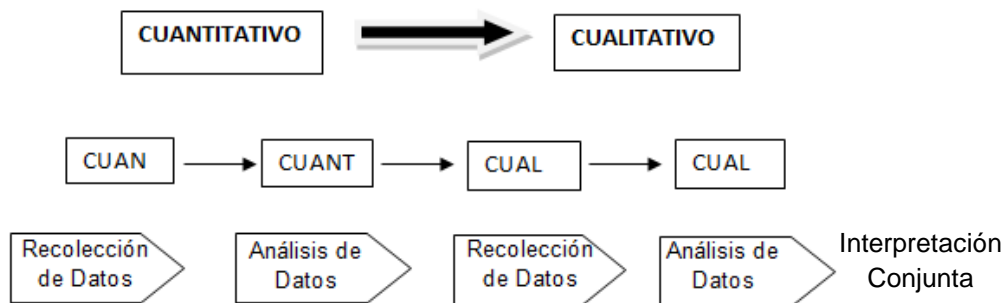 CUANTITATIVO
CUALITATIVO
CUAN
CUANT
CUAL
CUAL
Recolección
de Datos
Análisis de
Datos
Recolección
de Datos
Análisis de
Datos
Interpretación
Conjunta